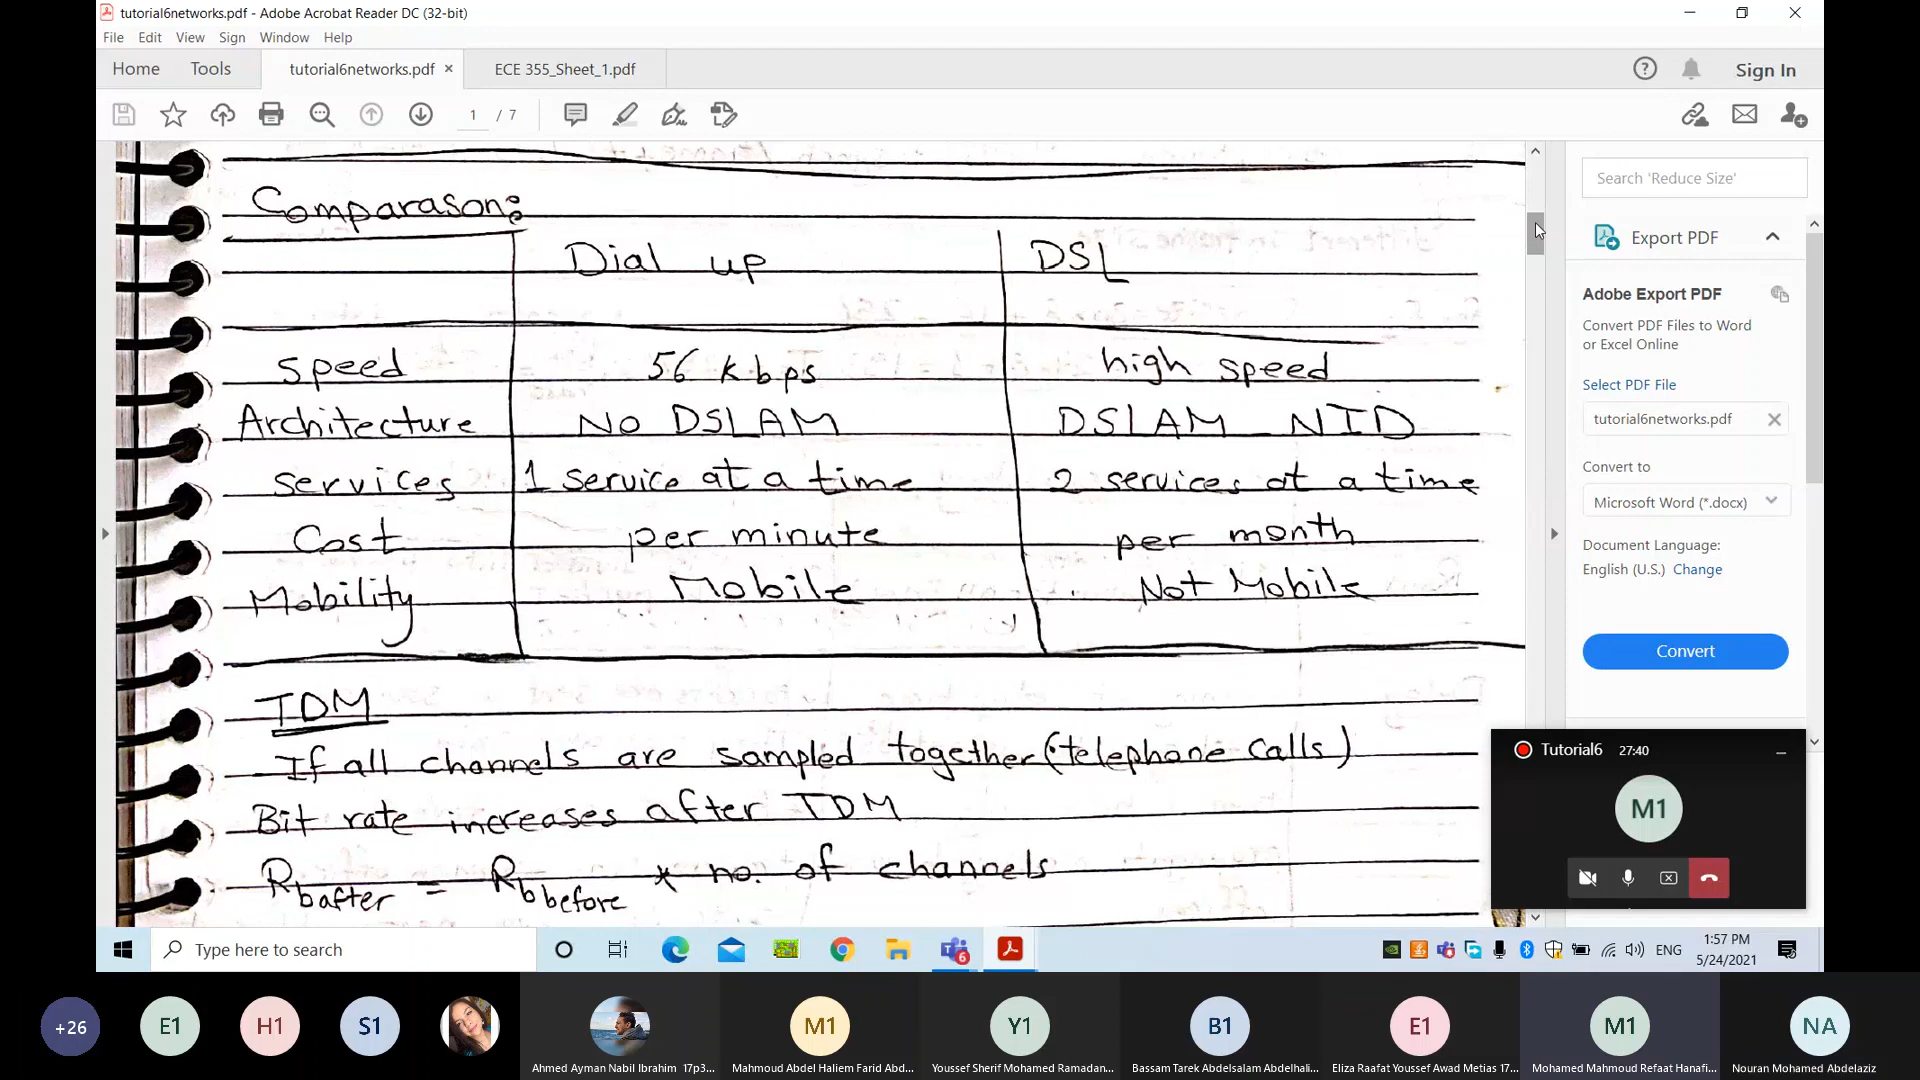 tutorial6networks.pdf - Adobe Acrobat Reader DC (32-bit)
File Edit View Sign Window Help
Home Tools tutorial6networks.pdf × ECE 355_Sheet_1.pdf Sign In
1 / 7
Comparason:
Dial up DSL
speed 56 kbps high speed
Architecture No DSLAM DSLAM NID
services 1 service at a time 2 services at a time
Cost per minute per month
Mobility Mobile Not Mobile
TDM
If all channels are sampled together (telephone calls)
Bit rate increases after TDM
Rb after = Rb before * no. of channels
Search 'Reduce Size'
Export PDF
Adobe Export PDF
Convert PDF Files to Word
or Excel Online
Select PDF File
tutorial6networks.pdf
Convert to
Microsoft Word (*.docx)
Document Language:
English (U.S.) Change
Convert
Tutorial6 27:40
M1
Type here to search
6
ENG
1:57 PM
5/24/2021
+26 E1 H1 S1 M1 Y1 B1 E1 M1 NA
Ahmed Ayman Nabil Ibrahim 17p3... Mahmoud Abdel Haliem Farid Abd... Youssef Sherif Mohamed Ramadan... Bassam Tarek Abdelsalam Abdelhali... Eliza Raafat Youssef Awad Metias 17... Mohamed Mahmoud Refaat Hanafi... Nouran Mohamed Abdelaziz